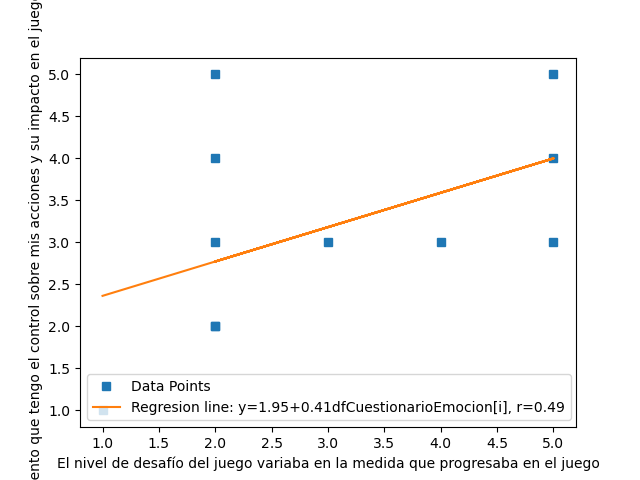 ento que tengo el control sobre mis acciones y su impacto en el juego
5.0
4.5
4.0
3.5
3.0
2.5
2.0
1.5
1.0
Data Points
Regresion line: y=1.95+0.41dfCuestionarioEmocion[i], r=0.49
1.0 1.5 2.0 2.5 3.0 3.5 4.0 4.5 5.0
El nivel de desafío del juego variaba en la medida que progresaba en el juego